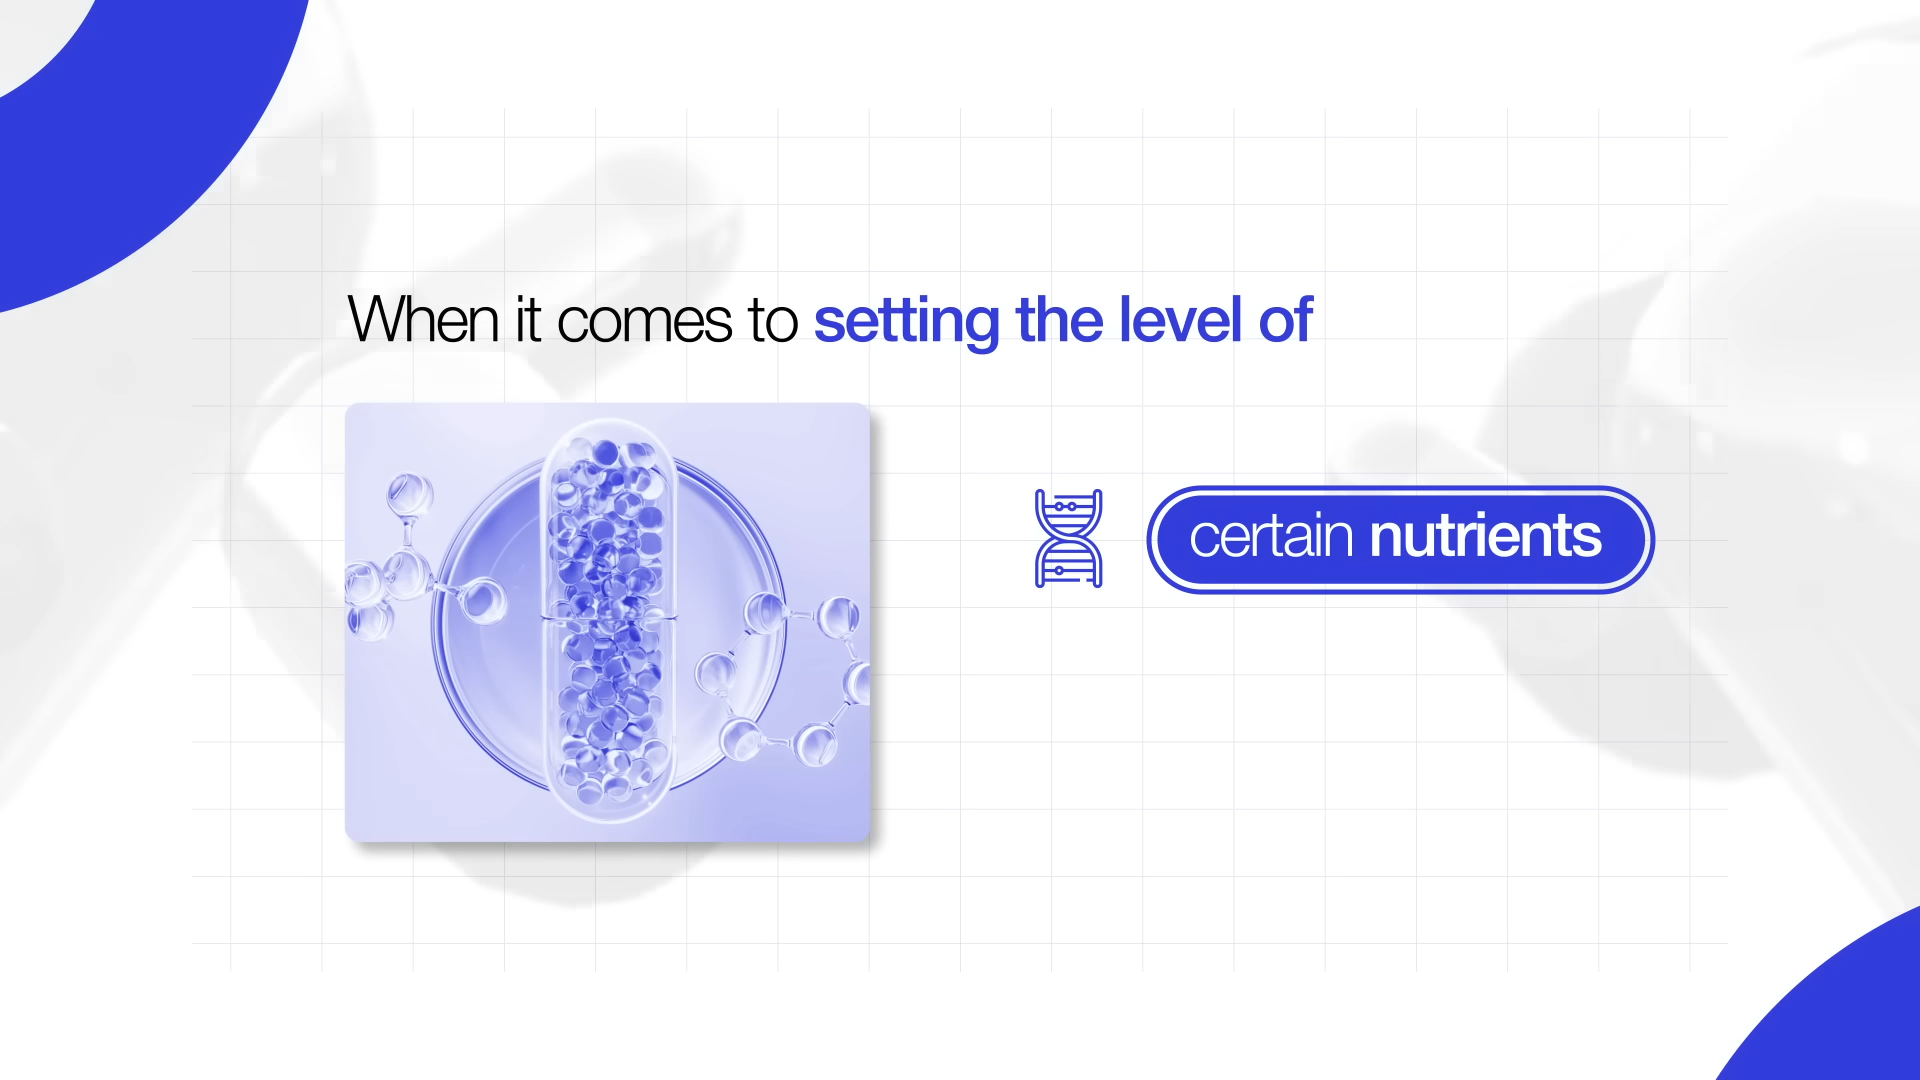 When it comes to setting the level of
certain nutrients